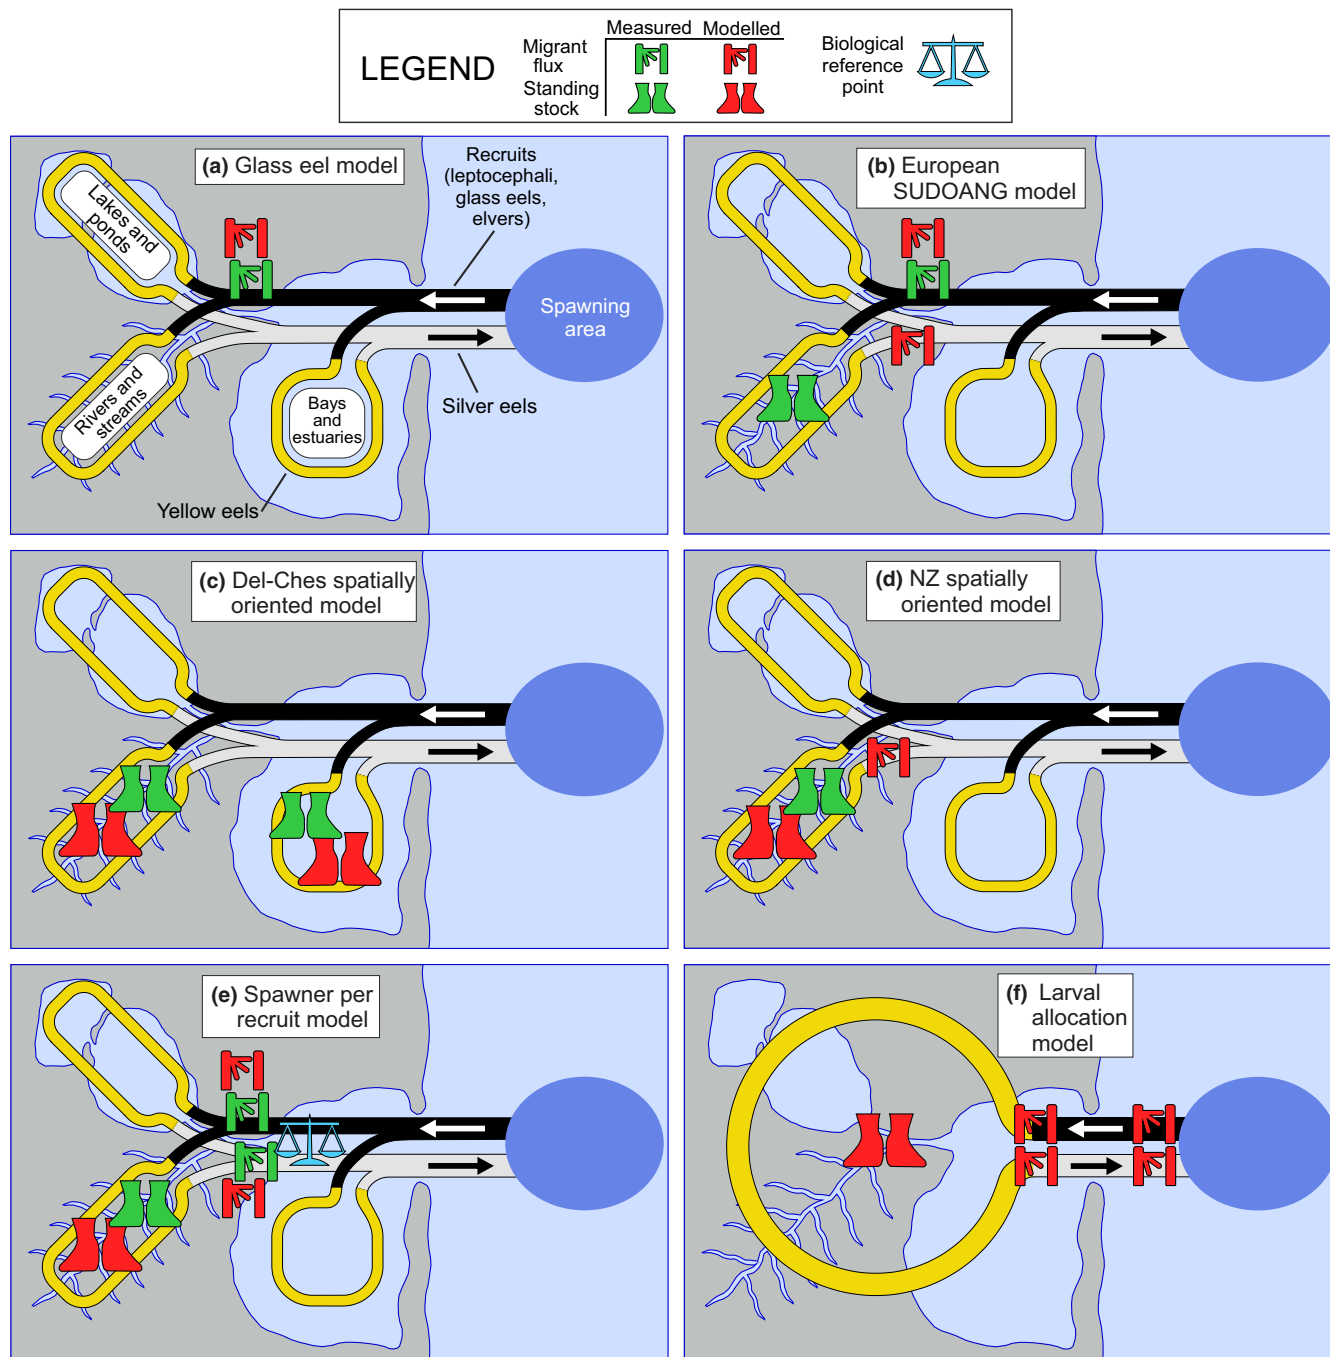 LEGEND
Measured Modelled
Migrant
flux
Standing
stock
Biological
reference
point
(a) Glass eel model
Recruits
(leptocephali,
glass eels,
elvers)
Lakes and
ponds
Spawning
area
Rivers and
streams
Bays
and
estuaries
Silver eels
Yellow eels
(b) European
SUDOANG model
(c) Del-Ches spatially
oriented model
(d) NZ spatially
oriented model
(e) Spawner per
recruit model
(f) Larval
allocation
model